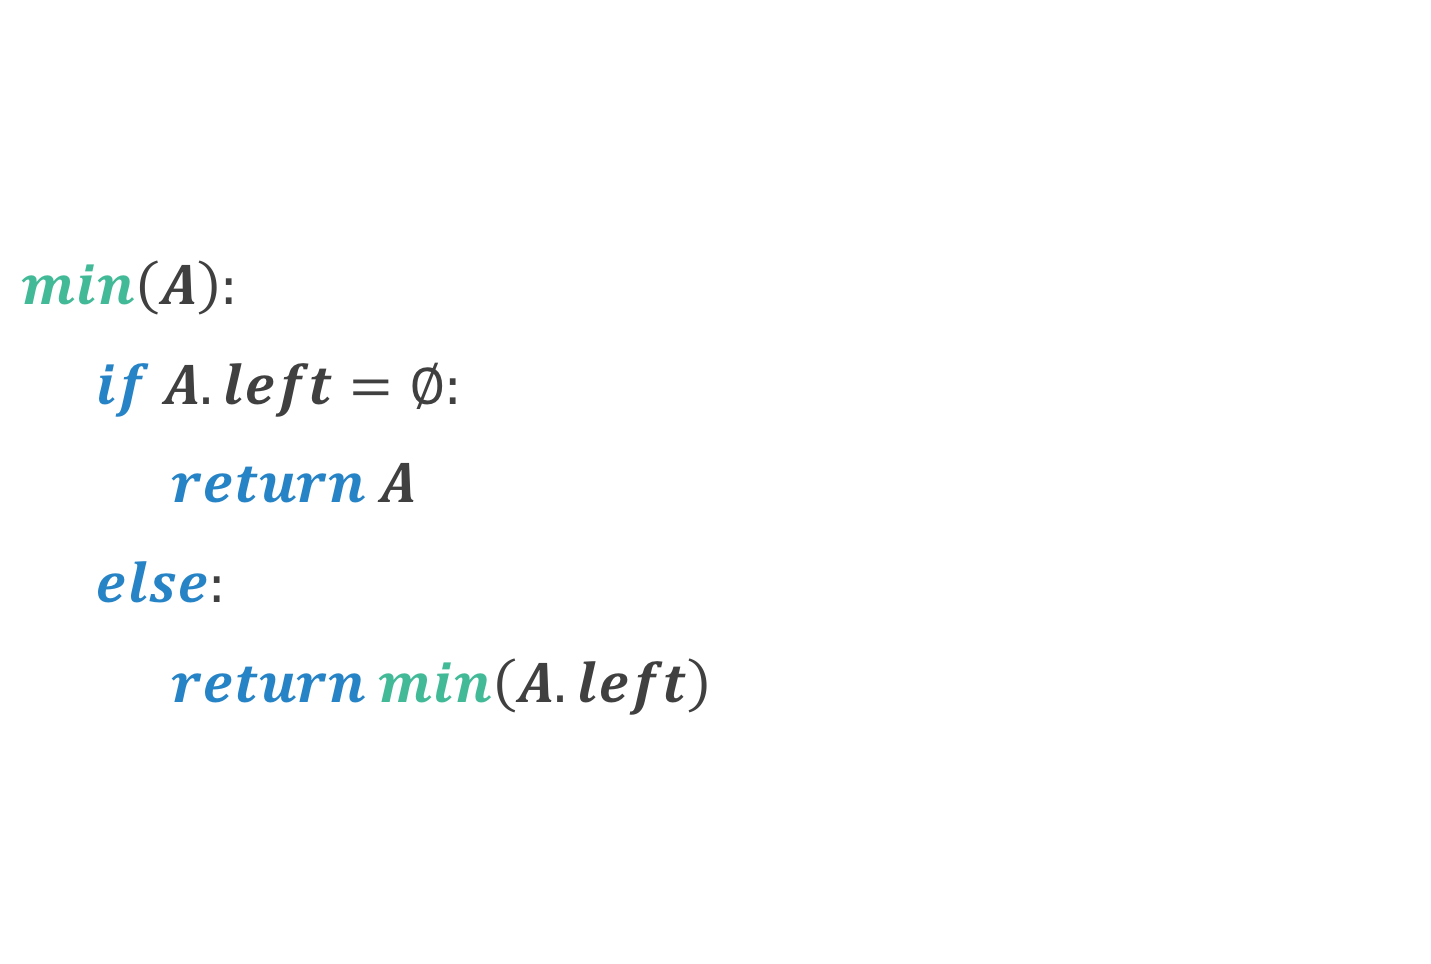 min(A):
if A.left = ∅:
return A
else:
return min(A.left)